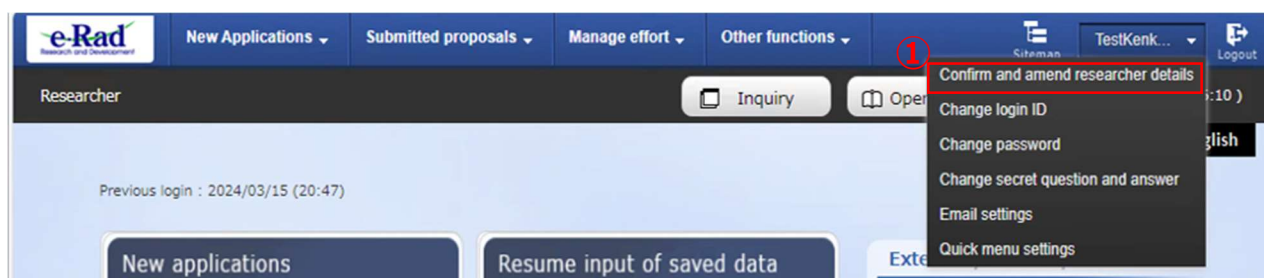 e-Rad
Research and Development
New Applications
Submitted proposals
Manage effort
Other functions
Sitemap
TestKenk...
Logout
①
Confirm and amend researcher details
Change login ID
Change password
Change secret question and answer
Email settings
Quick menu settings
Researcher
Inquiry
Oper
5:10 )
glish
Previous login : 2024/03/15 (20:47)
New applications
Resume input of saved data
Exte